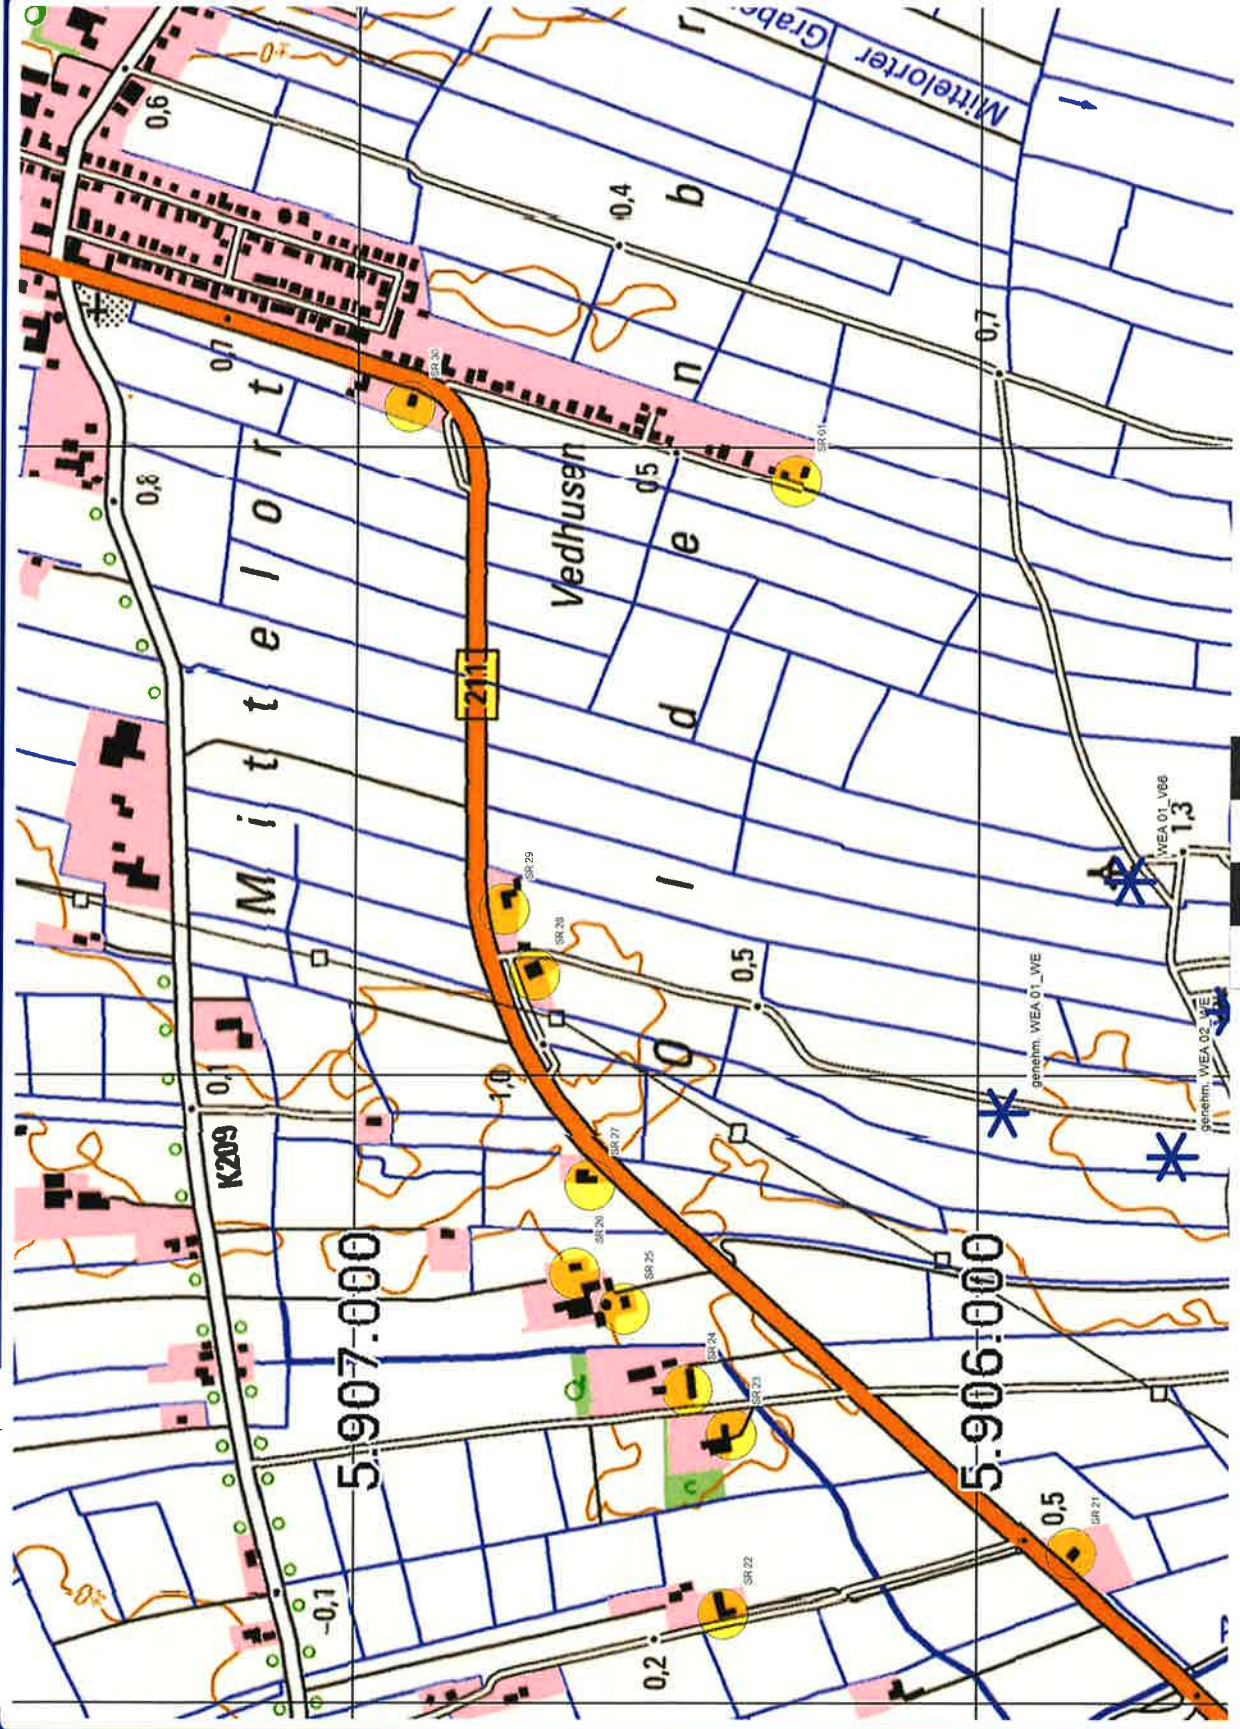 Mittelorter
Graben
r
0
0,6
0,4
b
0,7
SR 30
0,7
SR 01
n
0,5
Vedhusen
e
0,8
Mittelort
211
d
WEA 01_V66
1,3
SR 29
l
SR 28
0,5
genehm. WEA 01_WE
genehm. WEA 02_WE
O
1,0
0,1
K209
SR 27
SR 26
SR 25
5.907.000
5.906.000
SR 24
SR 23
0,5
SR 21
SR 22
-0,1
0,2